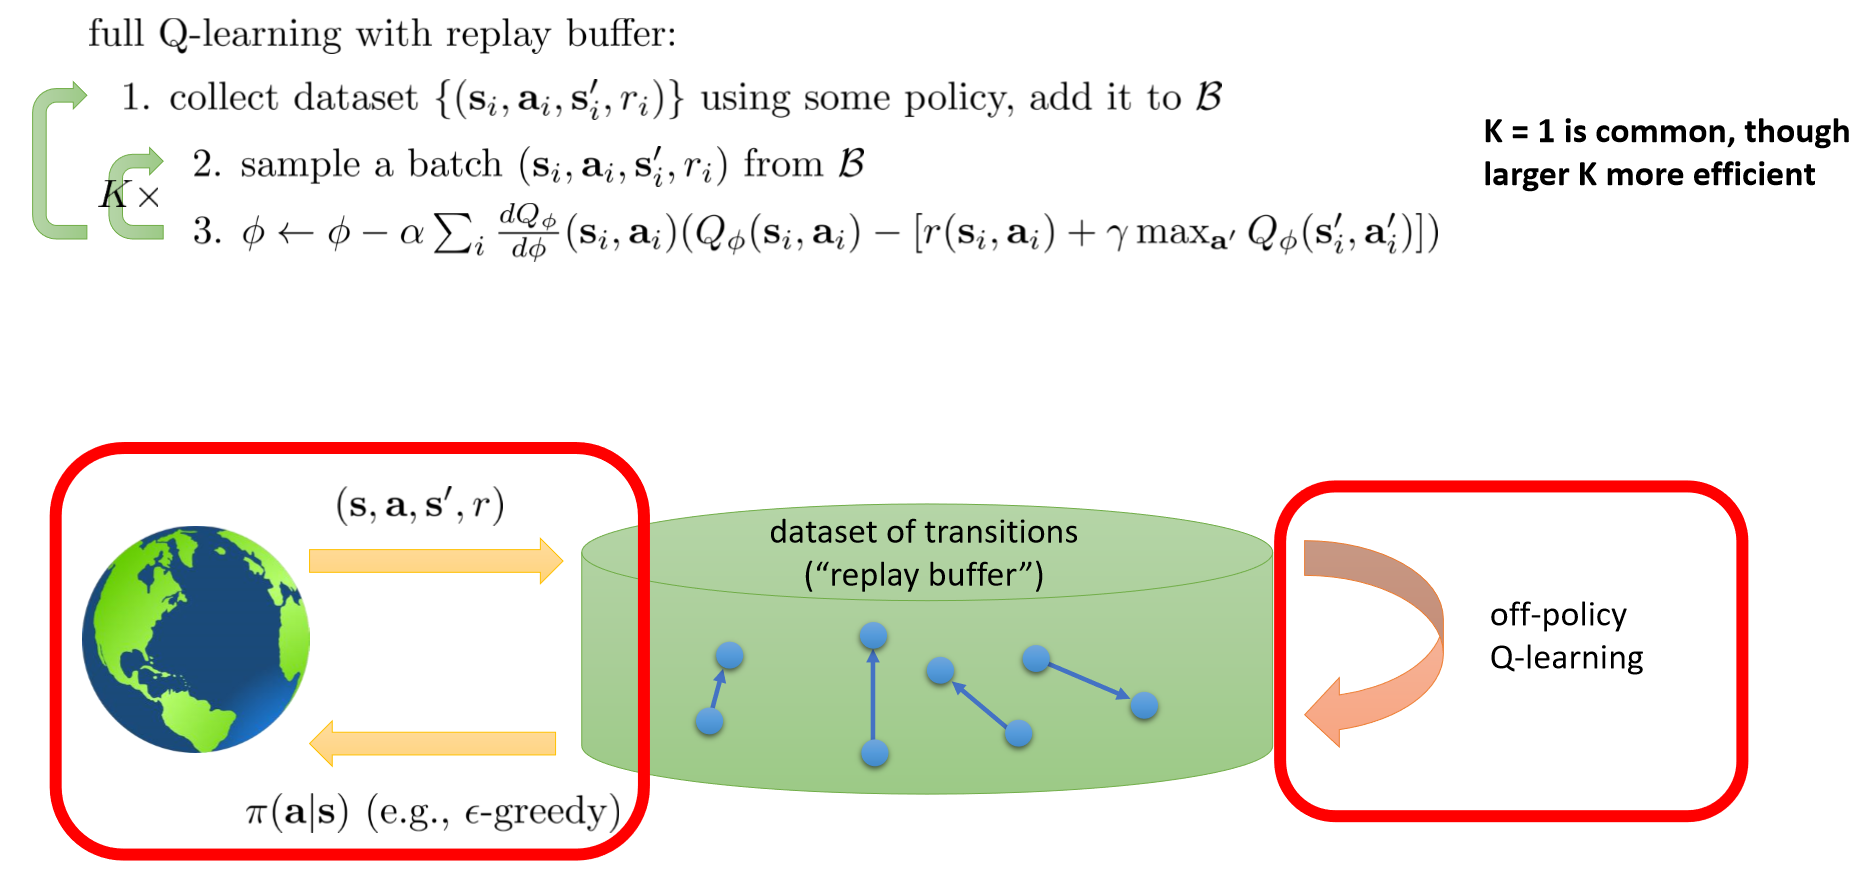 full Q-learning with replay buffer:
1. collect dataset {(s_i, a_i, s′_i, r_i)} using some policy, add it to ℬ
K×
2. sample a batch (s_i, a_i, s′_i, r_i) from ℬ
3. ϕ ← ϕ − α ∑_i dQ_ϕ/dϕ (s_i, a_i)(Q_ϕ(s_i, a_i) − [r(s_i, a_i) + γ max_a′ Q_ϕ(s′_i, a′_i)])
K = 1 is common, though
larger K more efficient
(s, a, s′, r)
dataset of transitions
(“replay buffer”)
off-policy
Q-learning
π(a|s) (e.g., ϵ-greedy)